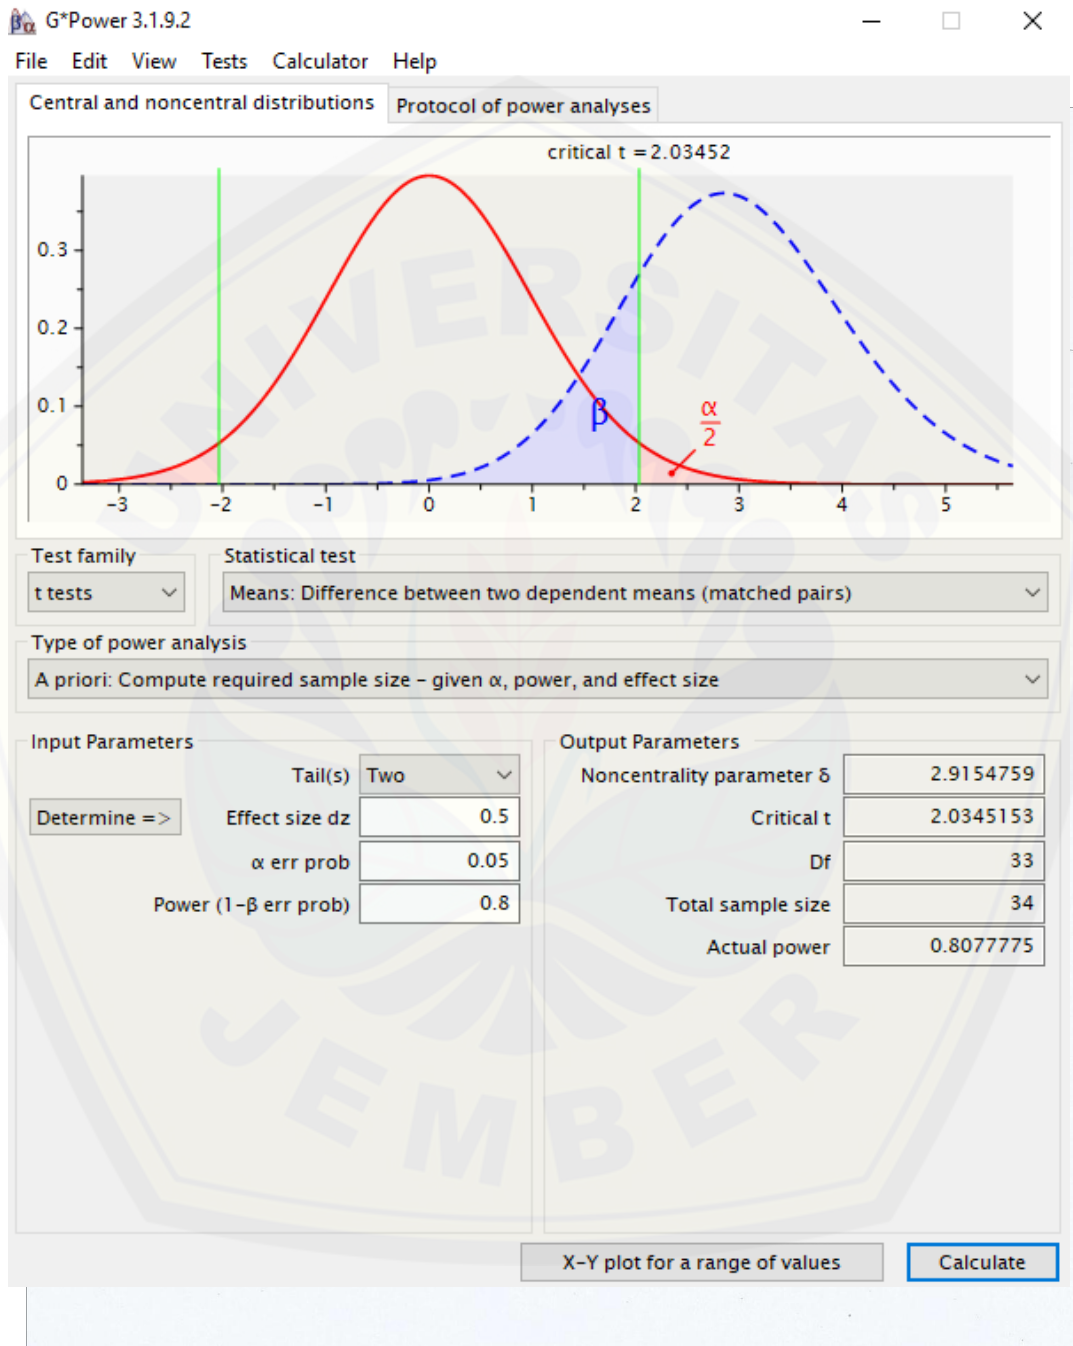 G*Power 3.1.9.2
File Edit View Tests Calculator Help
Central and noncentral distributions Protocol of power analyses
critical t = 2.03452
0.3
0.2
0.1
0
β
α
2
-3 -2 -1 0 1 2 3 4 5
Test family Statistical test
t tests Means: Difference between two dependent means (matched pairs)
Type of power analysis
A priori: Compute required sample size – given α, power, and effect size
Input Parameters Output Parameters
Tail(s) Two Noncentrality parameter δ 2.9154759
Determine => Effect size dz 0.5 Critical t 2.0345153
α err prob 0.05 Df 33
Power (1-β err prob) 0.8 Total sample size 34
Actual power 0.8077775
X-Y plot for a range of values Calculate
UNIVERSITAS
JEMBER